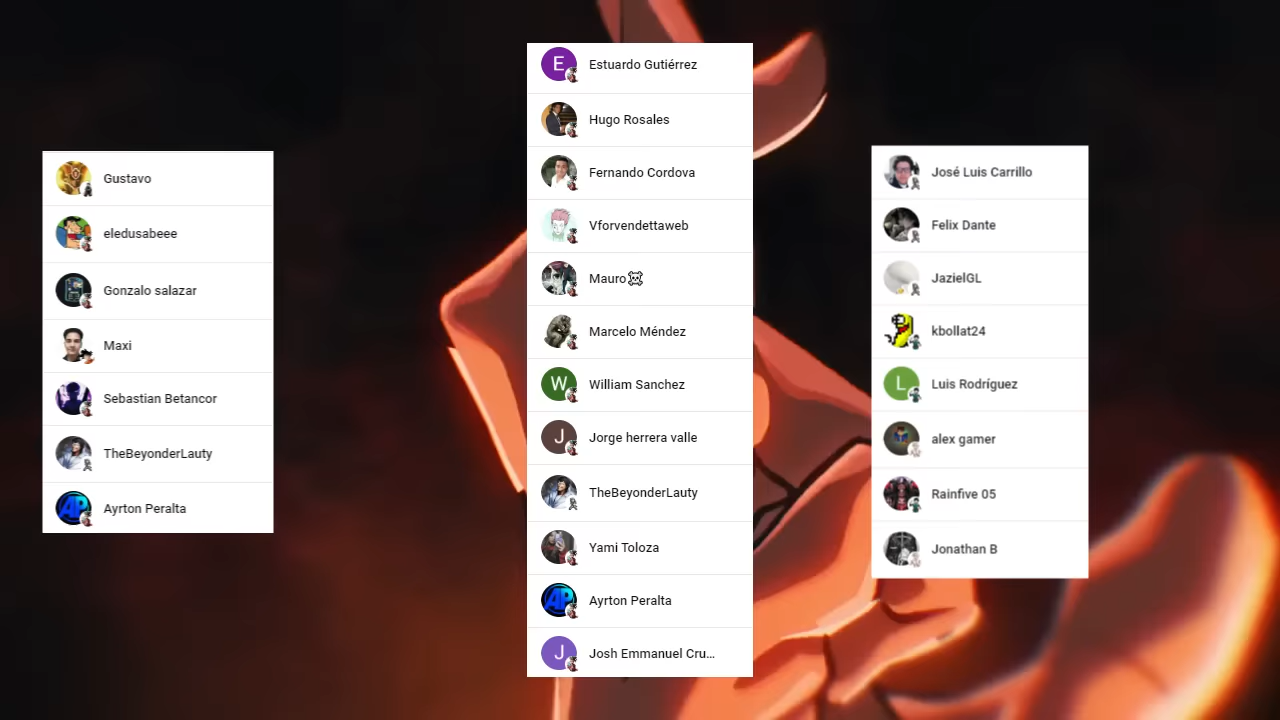 Gustavo
eledusabeee
Gonzalo salazar
Maxi
Sebastian Betancor
TheBeyonderLauty
AP
Ayrton Peralta
E
Estuardo Gutiérrez
Hugo Rosales
Fernando Cordova
Vforvendettaweb
Mauro
Marcelo Méndez
W
William Sanchez
J
Jorge herrera valle
TheBeyonderLauty
Yami Toloza
AP
Ayrton Peralta
J
Josh Emmanuel Cru...
José Luis Carrillo
Felix Dante
JazielGL
kbollat24
L
Luis Rodríguez
alex gamer
Rainfive 05
Jonathan B